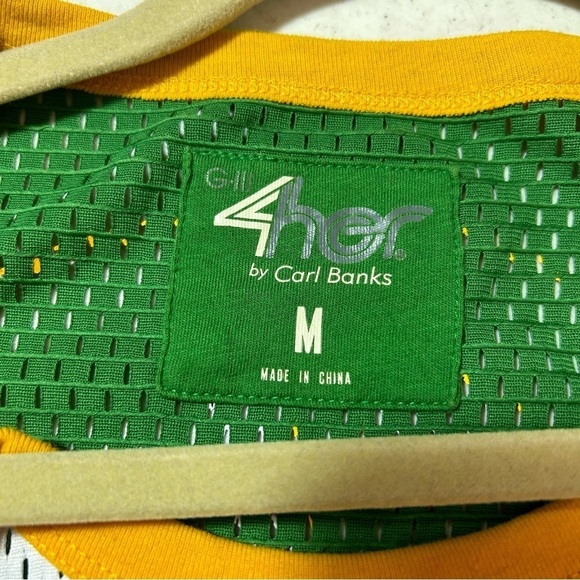 G-III
4her®
by Carl Banks
M
MADE IN CHINA